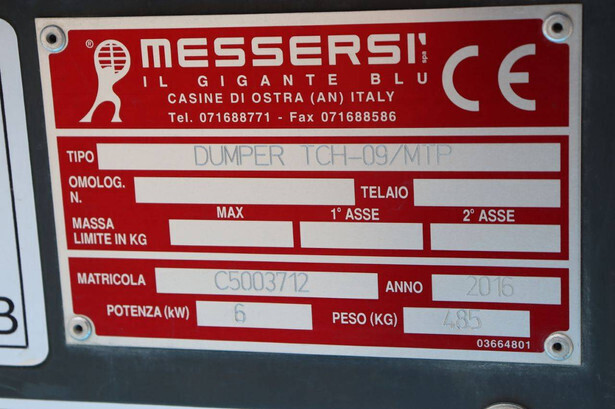 ® MESSERSI' spa
IL GIGANTE BLU
CASINE DI OSTRA (AN) ITALY
Tel. 071688771 - Fax 071688586
CE
TIPO DUMPER TCH-09/MTP
OMOLOG. N. TELAIO
MAX 1° ASSE 2° ASSE
MASSA LIMITE IN KG
MATRICOLA C5003712 ANNO 2016
POTENZA (kW) 6 PESO (KG) 485
03664801
B